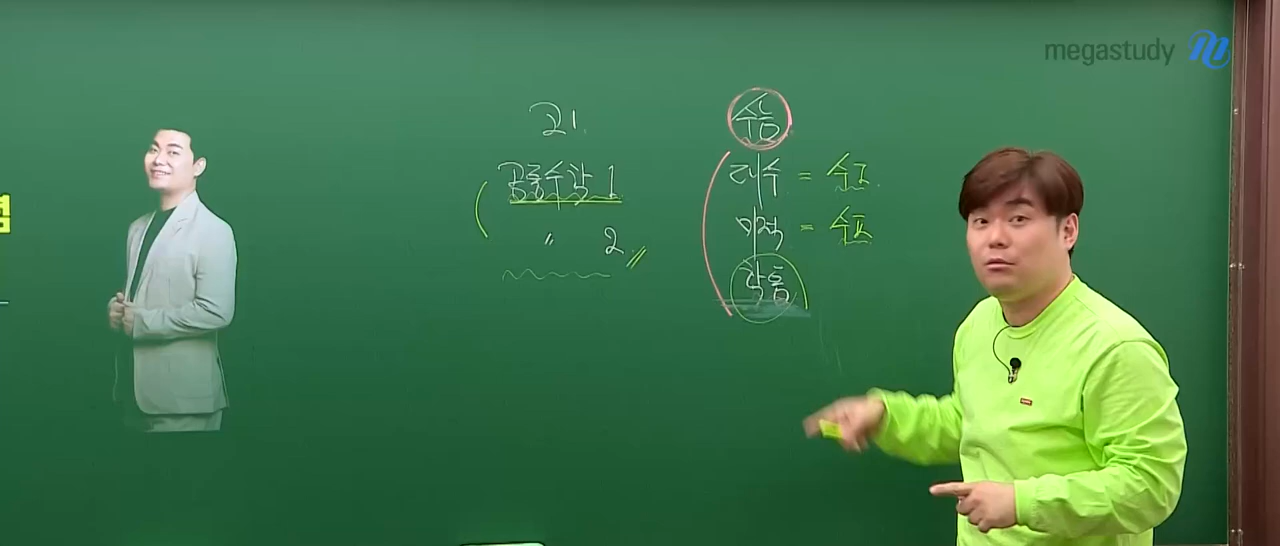 megastudy
고1.
공통수학 1
〃 2
수능
대수 = 수I.
미적 = 수II
확통